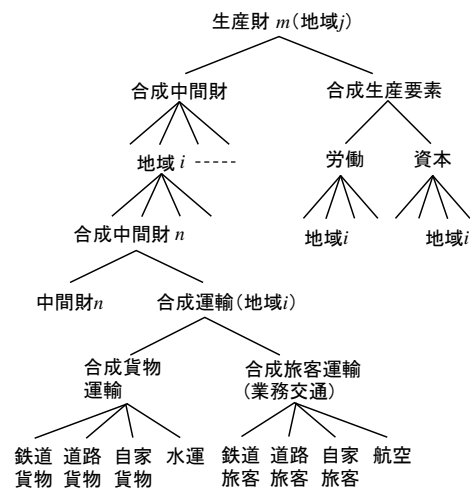 生産財 m(地域j)
合成中間財
合成生産要素
地域 i -----
労働
資本
地域i
地域i
合成中間財 n
中間財n
合成運輸(地域i)
合成貨物
運輸
合成旅客運輸
(業務交通)
鉄道
貨物
道路
貨物
自家
貨物
水運
鉄道
旅客
道路
旅客
自家
旅客
航空